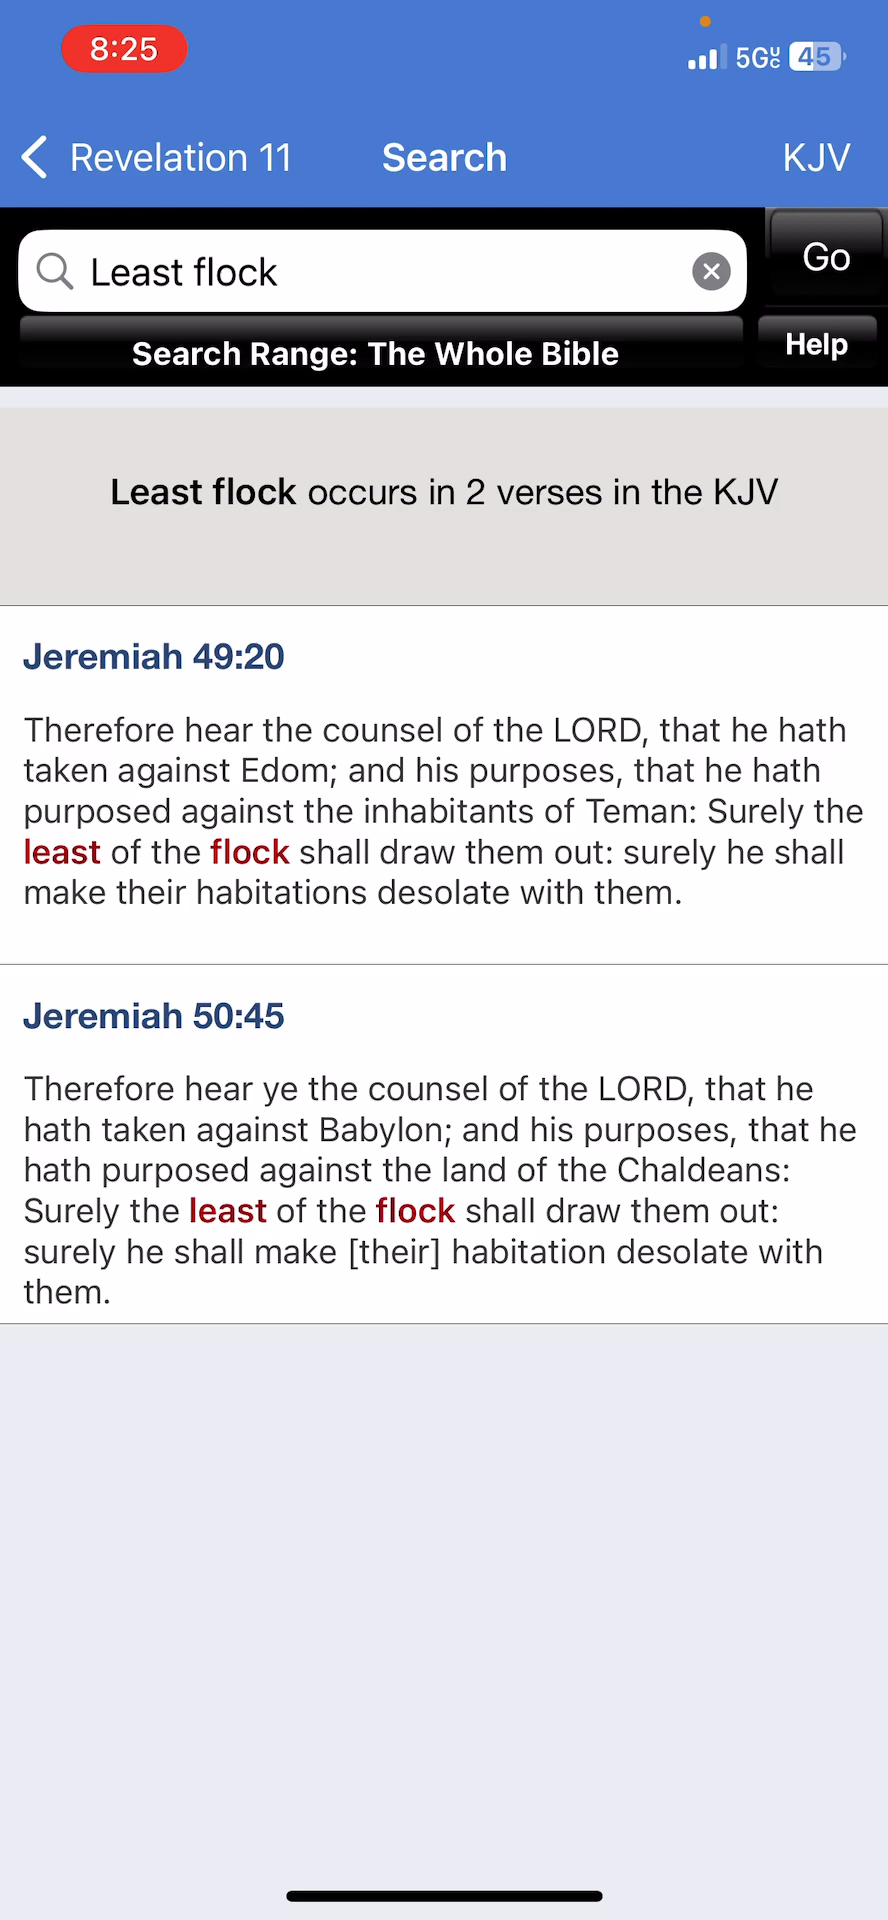 8:25
5GUC 45
Revelation 11 Search KJV
Least flock Go
Search Range: The Whole Bible Help
Least flock occurs in 2 verses in the KJV
Jeremiah 49:20
Therefore hear the counsel of the LORD, that he hath
taken against Edom; and his purposes, that he hath
purposed against the inhabitants of Teman: Surely the
least of the flock shall draw them out: surely he shall
make their habitations desolate with them.
Jeremiah 50:45
Therefore hear ye the counsel of the LORD, that he
hath taken against Babylon; and his purposes, that he
hath purposed against the land of the Chaldeans:
Surely the least of the flock shall draw them out:
surely he shall make [their] habitation desolate with
them.